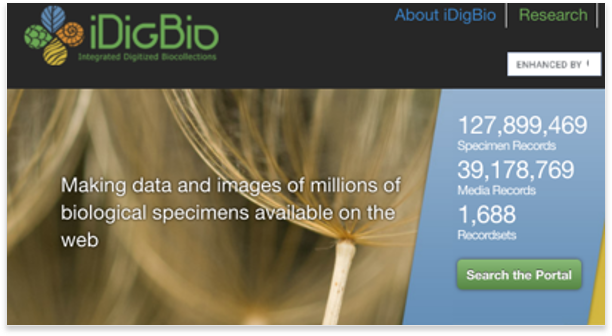 About iDigBio
Research
iDigBio
Integrated Digitized Biocollections
ENHANCED BY
127,899,469
Specimen Records
39,178,769
Media Records
1,688
Recordsets
Making data and images of millions of
biological specimens available on the
web
Search the Portal